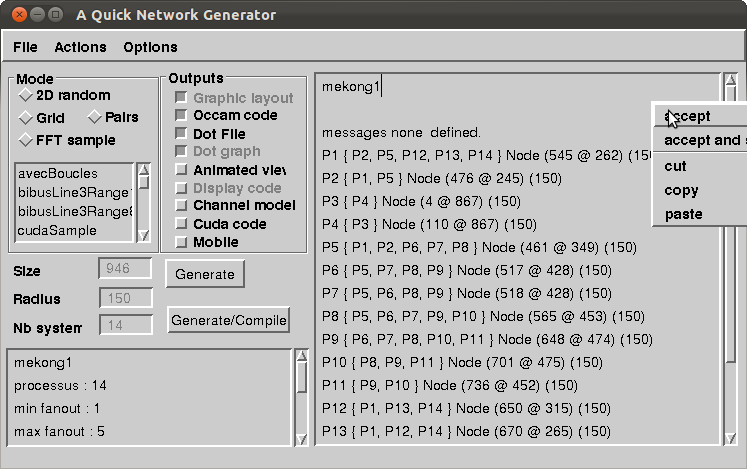 A Quick Network Generator
File Actions Options
Mode
2D random
Grid Pairs
FFT sample
avecBoucles
bibusLine3Range
bibusLine3Range
cudaSample
Outputs
Graphic layout
Occam code
Dot File
Dot graph
Animated view
Display code
Channel model
Cuda code
Mobile
Size 946
Radius 150
Nb system 14
Generate
Generate/Compile
mekong1
processus : 14
min fanout : 1
max fanout : 5
mekong1
messages none defined.
P1 { P2, P5, P12, P13, P14 } Node (545 @ 262) (150)
P2 { P1, P5 } Node (476 @ 245) (150)
P3 { P4 } Node (4 @ 867) (150)
P4 { P3 } Node (110 @ 867) (150)
P5 { P1, P2, P6, P7, P8 } Node (461 @ 349) (150)
P6 { P5, P7, P8, P9 } Node (517 @ 428) (150)
P7 { P5, P6, P8, P9 } Node (518 @ 428) (150)
P8 { P5, P6, P7, P9, P10 } Node (565 @ 453) (150)
P9 { P6, P7, P8, P10, P11 } Node (648 @ 474) (150)
P10 { P8, P9, P11 } Node (701 @ 475) (150)
P11 { P9, P10 } Node (736 @ 452) (150)
P12 { P1, P13, P14 } Node (650 @ 315) (150)
P13 { P1, P12, P14 } Node (670 @ 265) (150)
accept
accept and s
cut
copy
paste